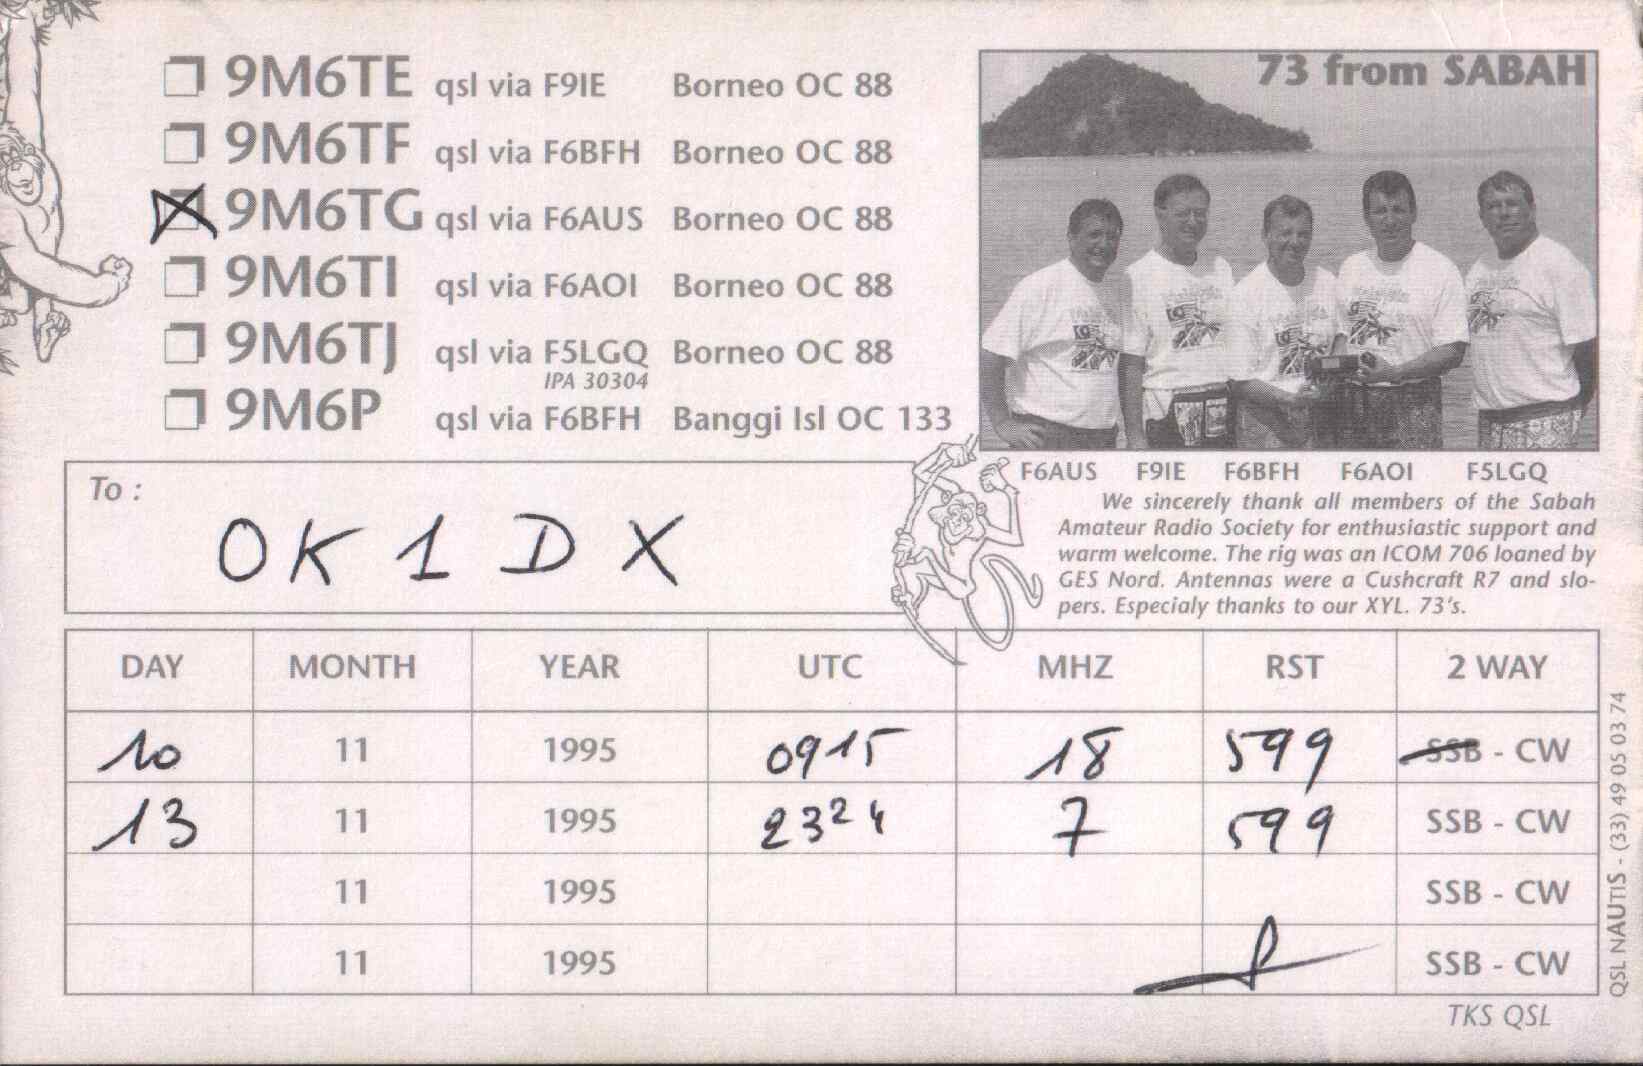 9M6TE qsl via F9IE Borneo OC 88
9M6TF qsl via F6BFH Borneo OC 88
9M6TG qsl via F6AUS Borneo OC 88
9M6TI qsl via F6AOI Borneo OC 88
9M6TJ qsl via F5LGQ Borneo OC 88
IPA 30304
9M6P qsl via F6BFH Banggi Isl OC 133
73 from SABAH
F6AUS F9IE F6BFH F6AOI F5LGQ
We sincerely thank all members of the Sabah
Amateur Radio Society for enthusiastic support and
warm welcome. The rig was an ICOM 706 loaned by
GES Nord. Antennas were a Cushcraft R7 and slo-
pers. Especialy thanks to our XYL. 73's.
To :
OK1DX
DAY MONTH YEAR UTC MHZ RST 2 WAY
10 11 1995 0915 18 599 SSB - CW
13 11 1995 2324 7 599 SSB - CW
11 1995 SSB - CW
11 1995 SSB - CW
TKS QSL
QSL NAUTIS - (33) 49 05 03 74